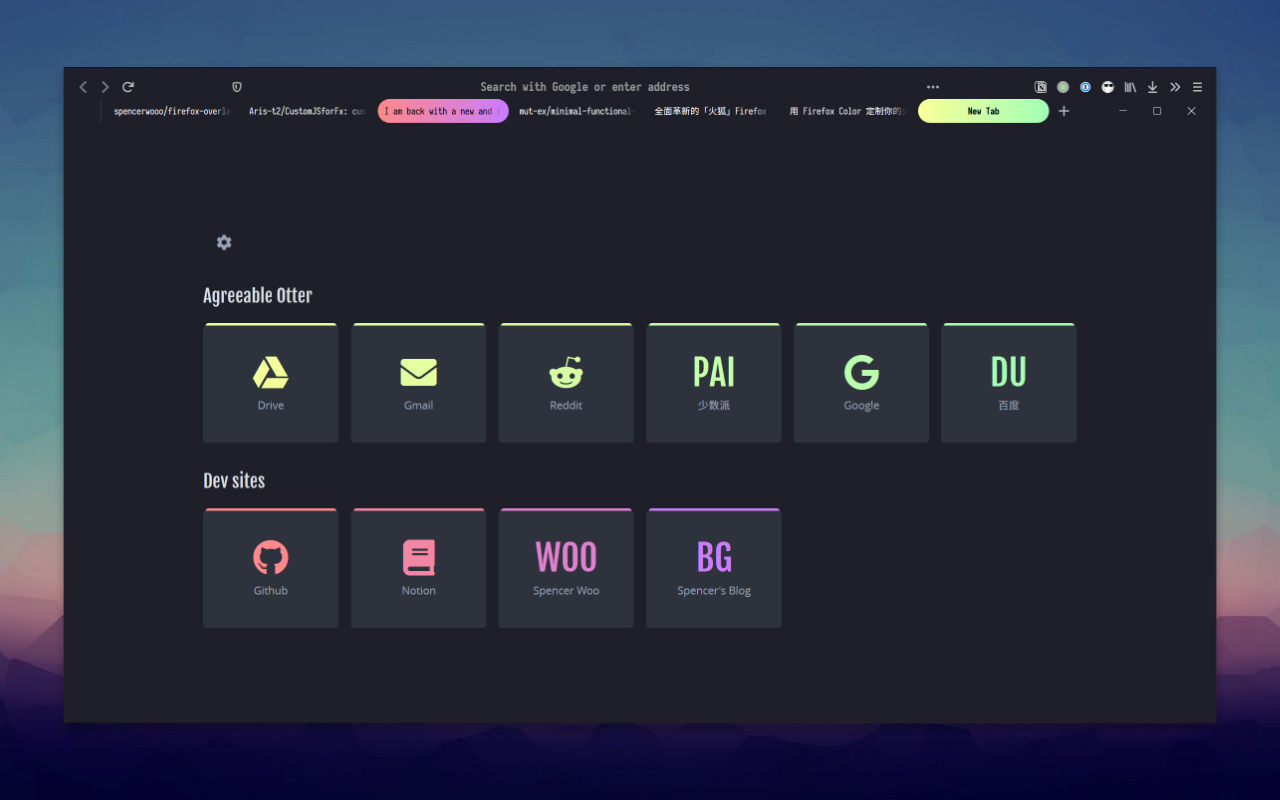 Search with Google or enter address
spencerwooo/firefox-overla
Aris-t2/CustomJSforFx: cus
I am back with a new and
mut-ex/minimal-functional-
全面革新的「火狐」Firefox
用 Firefox Color 定制你的
New Tab
Agreeable Otter
Drive
Gmail
Reddit
PAI
少数派
Google
DU
百度
Dev sites
Github
Notion
WOO
Spencer Woo
BG
Spencer's Blog